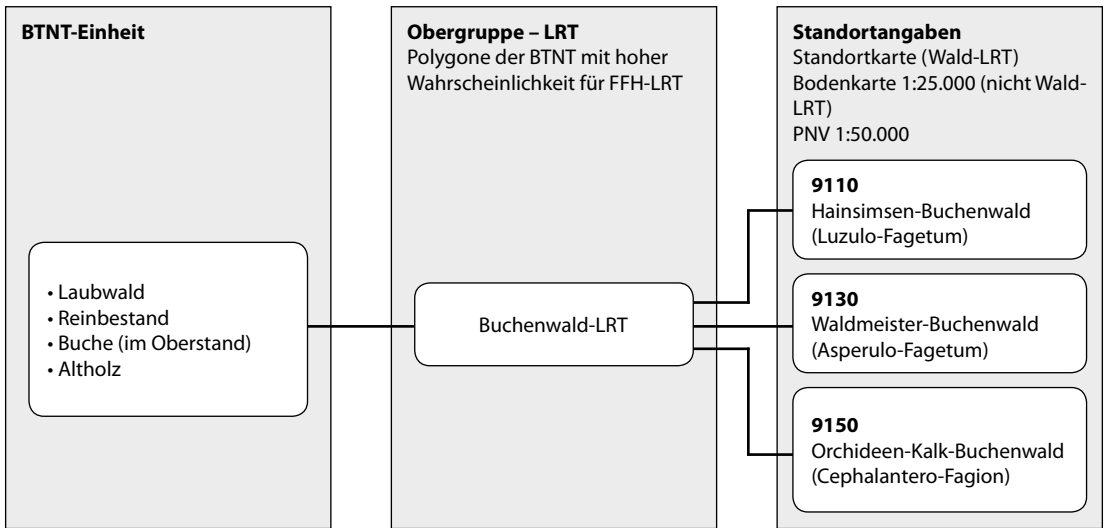 BTNT-Einheit
• Laubwald
• Reinbestand
• Buche (im Oberstand)
• Altholz
Obergruppe – LRT
Polygone der BTNT mit hoher
Wahrscheinlichkeit für FFH-LRT
Buchenwald-LRT
Standortangaben
Standortkarte (Wald-LRT)
Bodenkarte 1:25.000 (nicht Wald-
LRT)
PNV 1:50.000
9110
Hainsimsen-Buchenwald
(Luzulo-Fagetum)
9130
Waldmeister-Buchenwald
(Asperulo-Fagetum)
9150
Orchideen-Kalk-Buchenwald
(Cephalantero-Fagion)